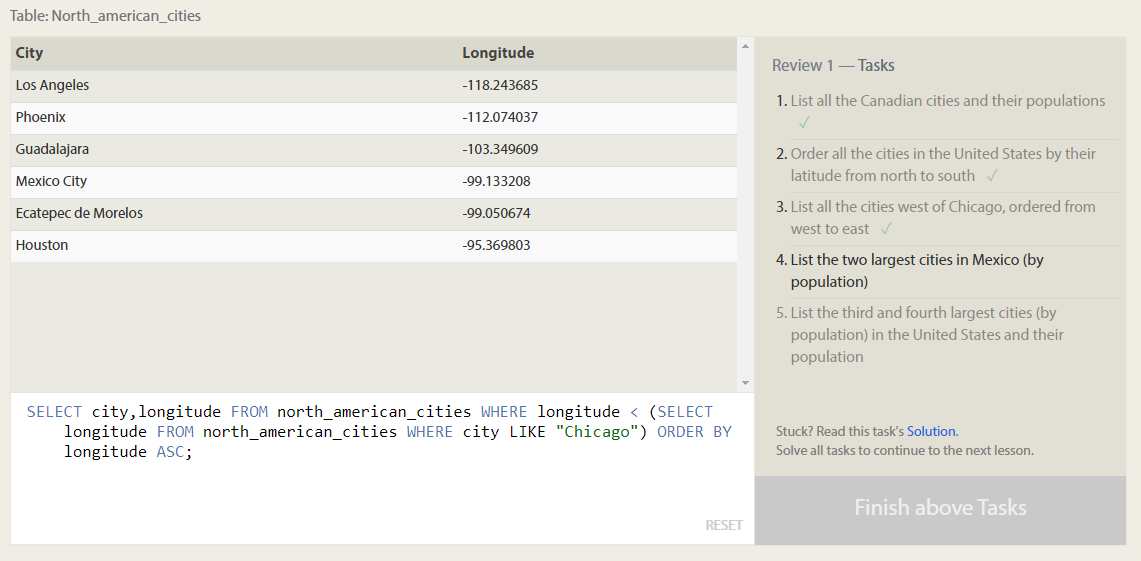 Table: North_american_cities
City Longitude
Los Angeles -118.243685
Phoenix -112.074037
Guadalajara -103.349609
Mexico City -99.133208
Ecatepec de Morelos -99.050674
Houston -95.369803
SELECT city,longitude FROM north_american_cities WHERE longitude < (SELECT
longitude FROM north_american_cities WHERE city LIKE "Chicago") ORDER BY
longitude ASC;
RESET
Review 1 — Tasks
1. List all the Canadian cities and their populations
✓
2. Order all the cities in the United States by their
latitude from north to south ✓
3. List all the cities west of Chicago, ordered from
west to east ✓
4. List the two largest cities in Mexico (by
population)
5. List the third and fourth largest cities (by
population) in the United States and their
population
Stuck? Read this task's Solution.
Solve all tasks to continue to the next lesson.
Finish above Tasks